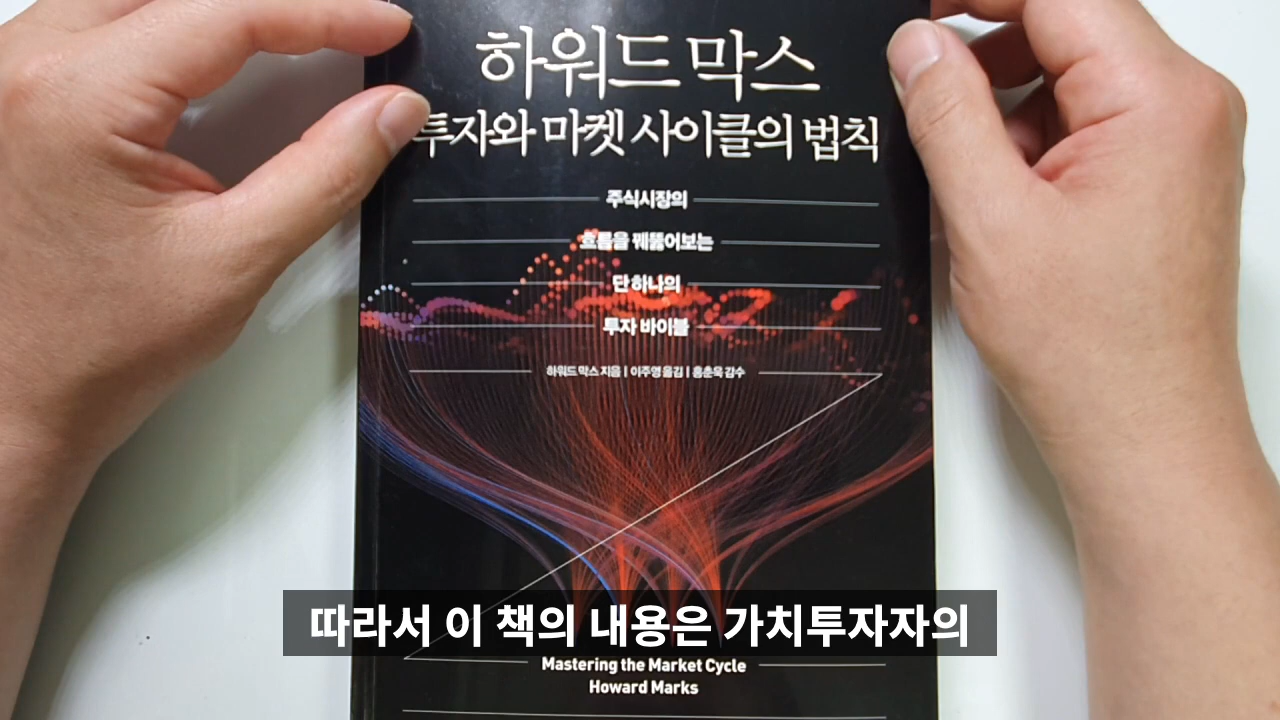 하워드 막스
투자와 마켓 사이클의 법칙
주식시장의
흐름을 꿰뚫어보는
단 하나의
투자 바이블
하워드 막스 지음 | 이주영 옮김 | 홍춘욱 감수
따라서 이 책의 내용은 가치투자자의
Mastering the Market Cycle
Howard Marks